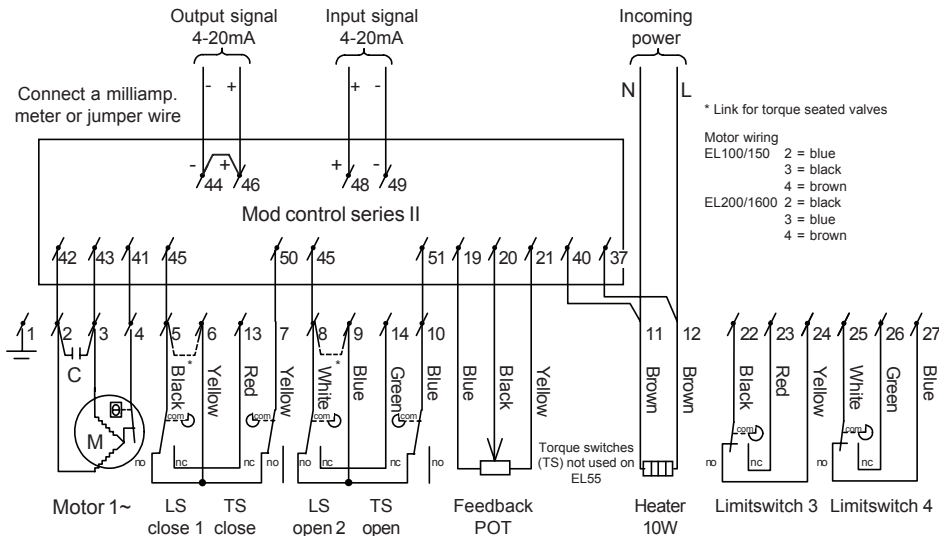 Output signal
4-20mA
Input signal
4-20mA
Incoming
power
- +
+ -
N L
Connect a milliamp.
meter or jumper wire
* Link for torque seated valves
Motor wiring
EL100/150 2 = blue
3 = black
4 = brown
EL200/1600 2 = black
3 = blue
4 = brown
- +
+ -
44 46 48 49
Mod control series II
42 43 41 45 50 45 51 19 20 21 40 37
1 2 3 4 5 6 13 7 8 9 14 10 11 12 22 23 24 25 26 27
C
* *
Black Yellow Red Yellow White Blue Green Blue Blue Black Yellow Brown Brown Black Red Yellow White Green Blue
com com com com com com
M
no nc no no nc no no nc no nc
Torque switches
(TS) not used on
EL55
Motor 1~
LS
close 1
TS
close
LS
open 2
TS
open
Feedback
POT
Heater
10W
Limitswitch 3
Limitswitch 4